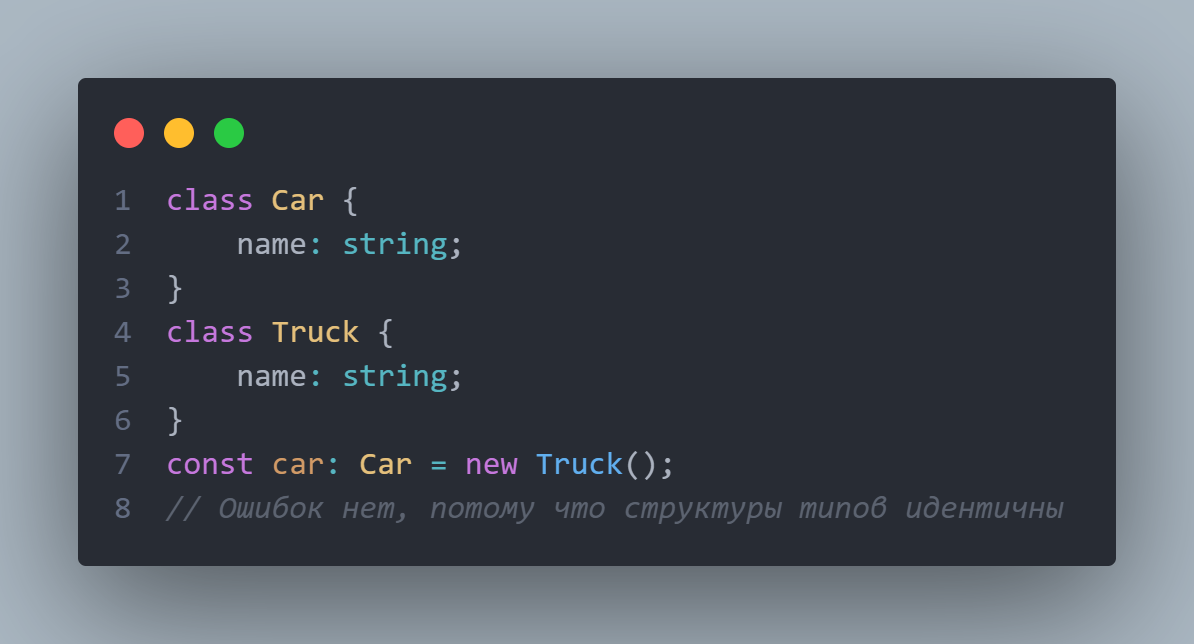 1 class Car {
2     name: string;
3 }
4 class Truck {
5     name: string;
6 }
7 const car: Car = new Truck();
8 // Ошибок нет, потому что структуры типов идентичны